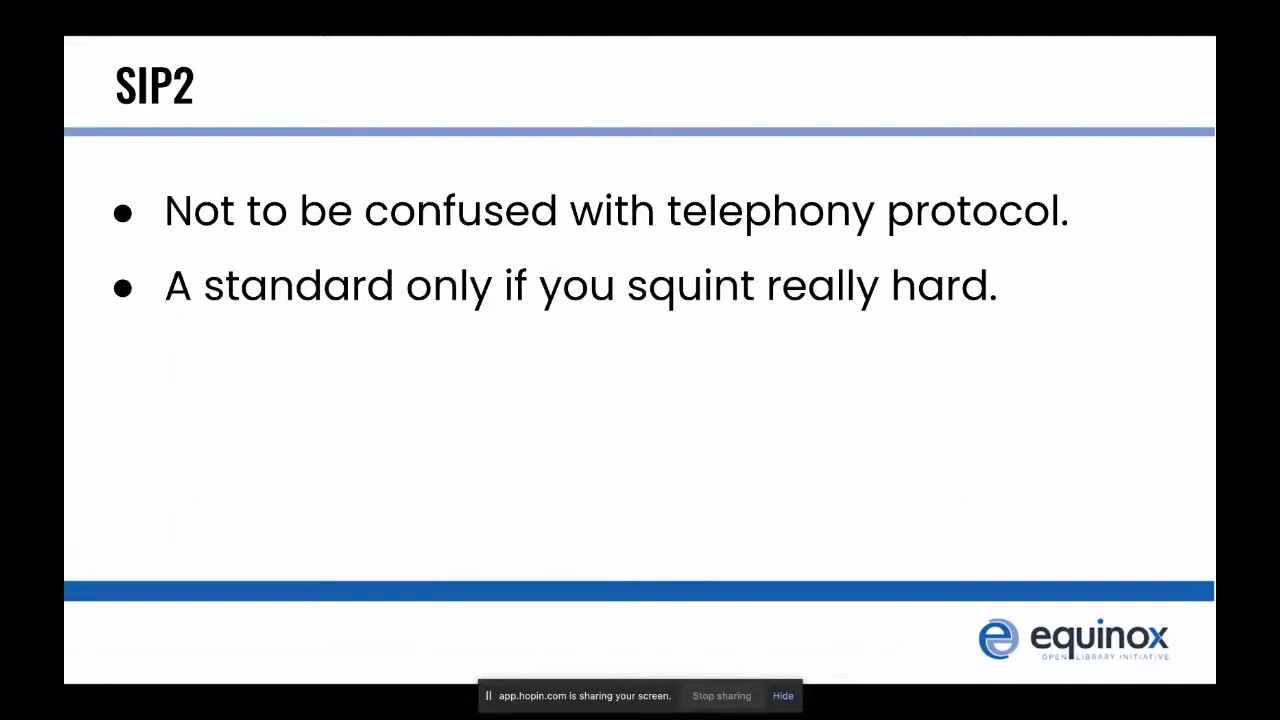 SIP2
● Not to be confused with telephony protocol.
● A standard only if you squint really hard.
equinox
OPEN LIBRARY INITIATIVE
app.hopin.com is sharing your screen. Stop sharing Hide